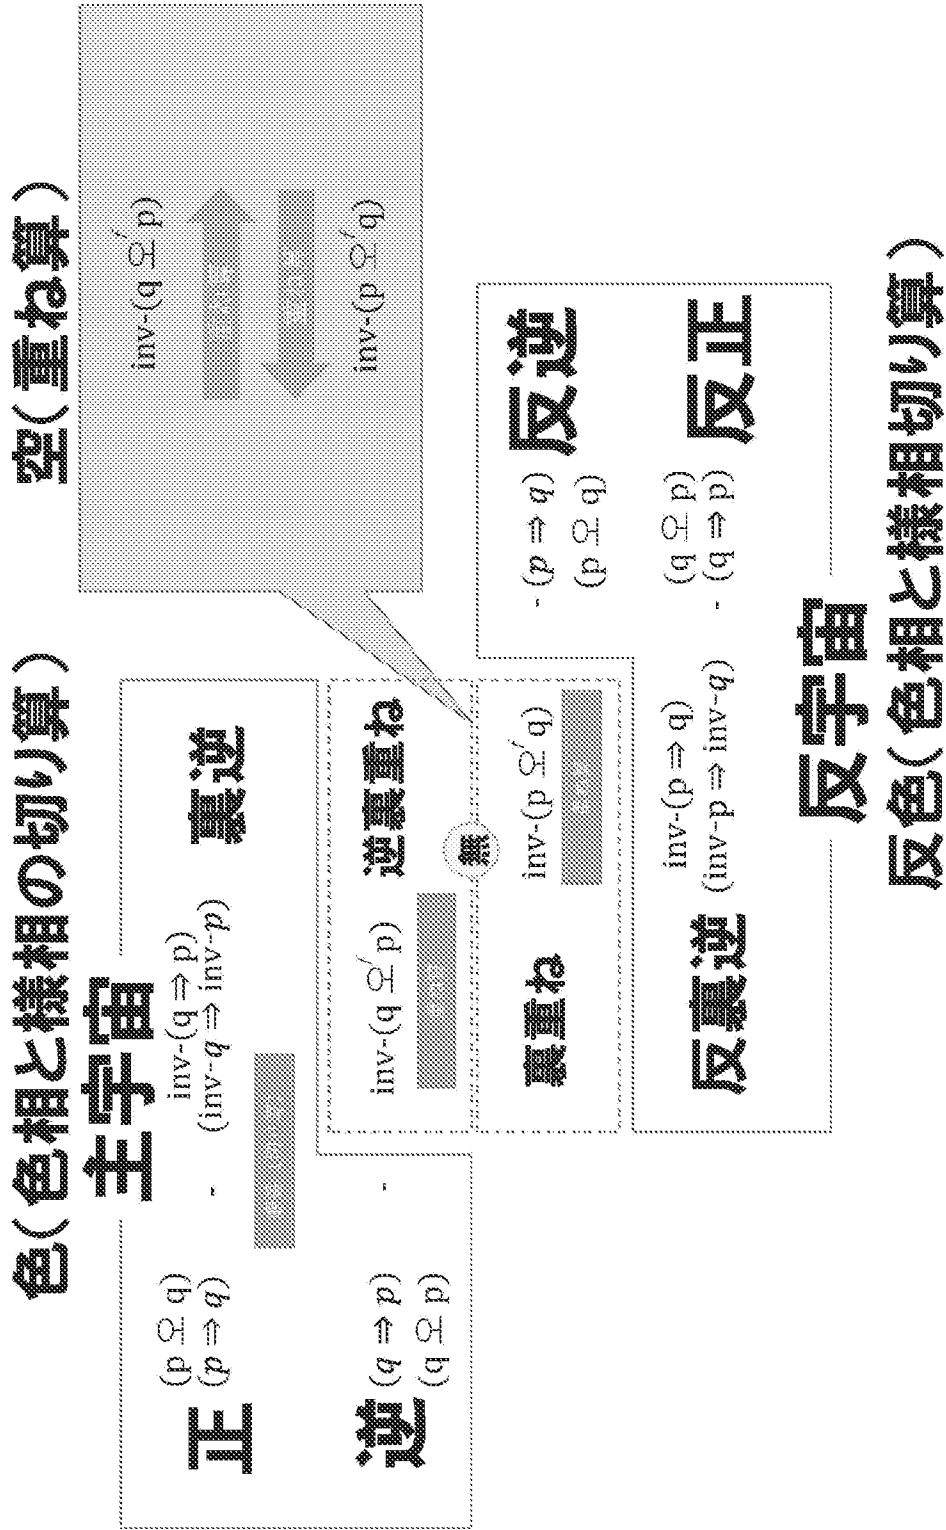 色(色相と様相の切り算)
空(重ね算)
主宇宙
正
(p ⫯ q)
(p ⇒ q)
-
inv-(q ⇒ p)
(inv-q ⇒ inv-p)
裏逆
逆
(q ⇒ p)
(q ⫯ p)
-
inv-(q ⫯′ p)
逆裏重ね
無
裏重ね
inv-(p ⫯′ q)
inv-(q ⫯′ p)
inv-(p ⫯′ q)
- (p ⇒ q)
(p ⫯ q)
反逆
反裏逆
inv-(p ⇒ q)
(inv-p ⇒ inv-q)
(q ⫯ p)
- (q ⇒ p)
反正
反宇宙
反色(色相と様相切り算)